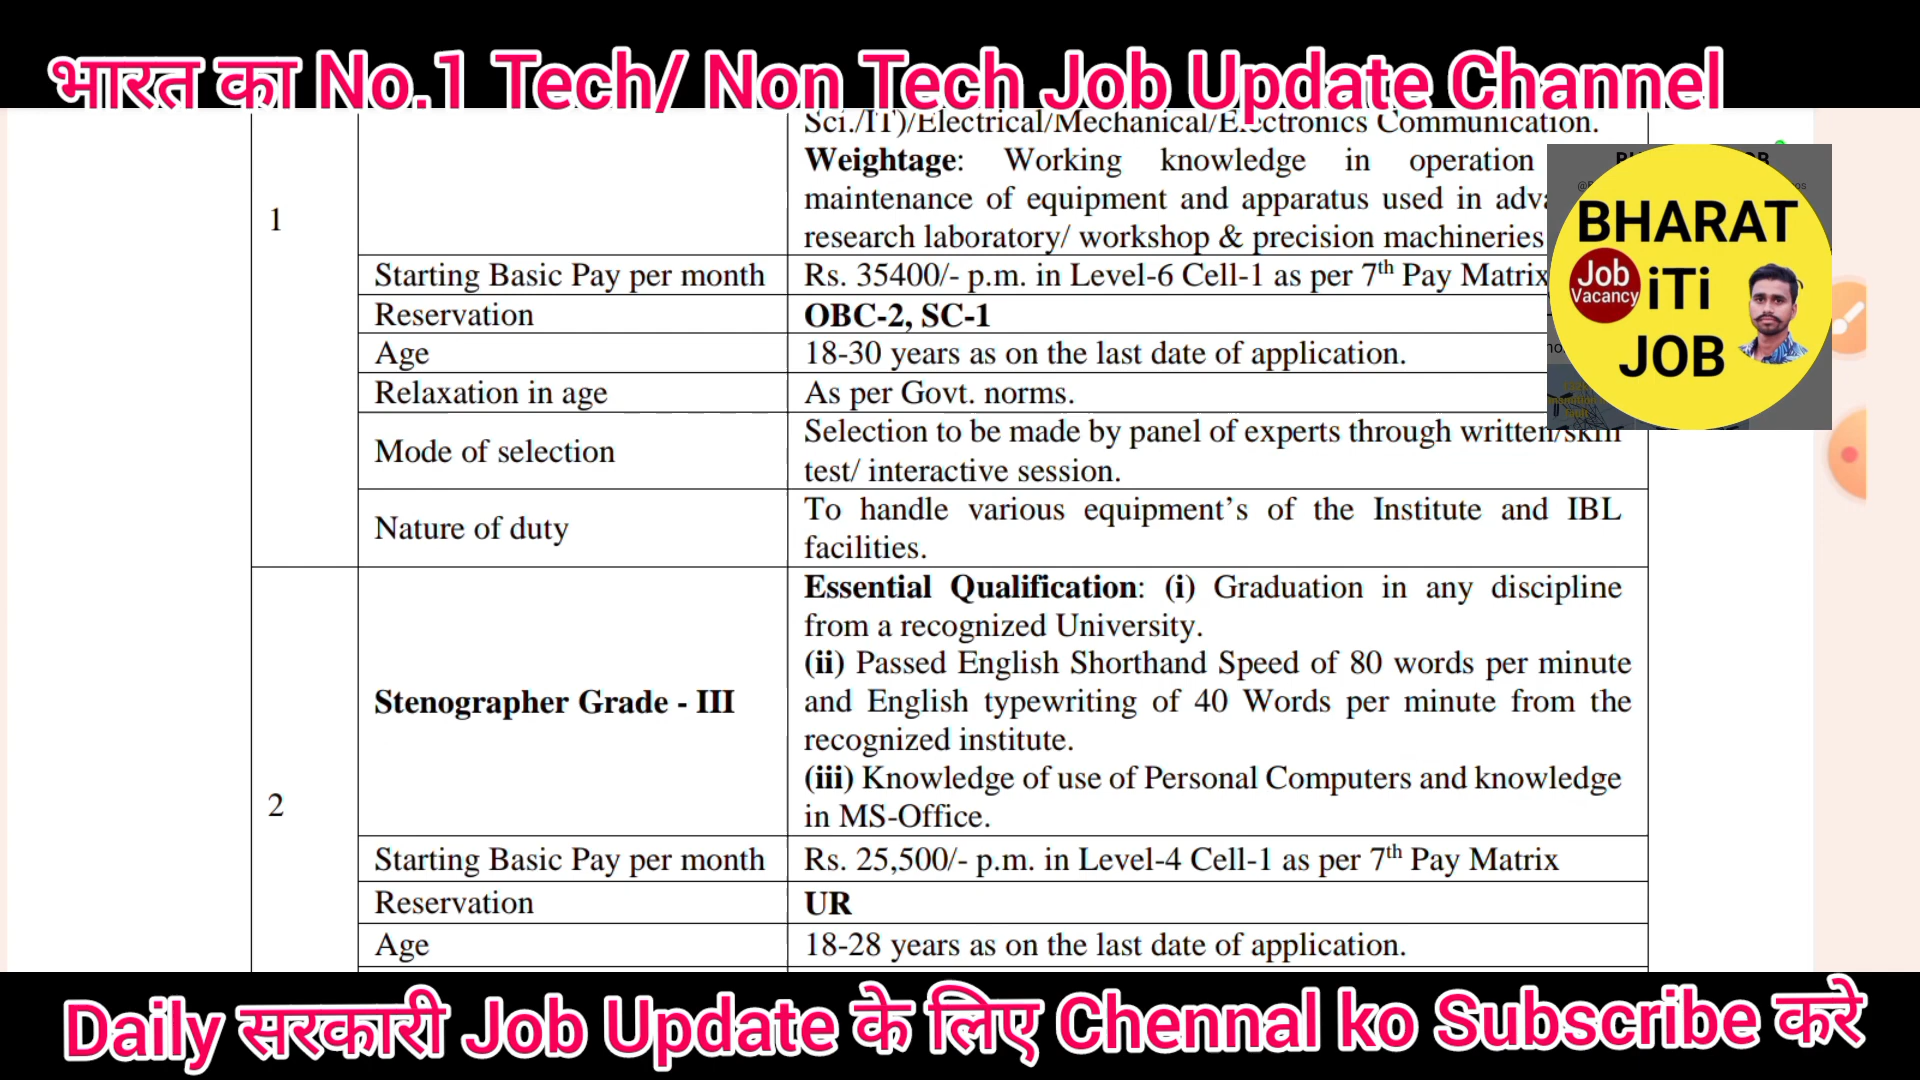 भारत का No.1 Tech/ Non Tech Job Update Channel
Sci./IT)/Electrical/Mechanical/Electronics Communication.
1
Weightage: Working knowledge in operation
maintenance of equipment and apparatus used in
research laboratory/ workshop & precision machineries
Starting Basic Pay per month
Rs. 35400/- p.m. in Level-6 Cell-1 as per 7th Pay Matrix
Reservation
OBC-2, SC-1
Age
18-30 years as on the last date of application.
Relaxation in age
As per Govt. norms.
Mode of selection
Selection to be made by panel of experts through written/skill
test/ interactive session.
Nature of duty
To handle various equipment’s of the Institute and IBL
facilities.
2
Stenographer Grade - III
Essential Qualification: (i) Graduation in any discipline
from a recognized University.
(ii) Passed English Shorthand Speed of 80 words per minute
and English typewriting of 40 Words per minute from the
recognized institute.
(iii) Knowledge of use of Personal Computers and knowledge
in MS-Office.
Starting Basic Pay per month
Rs. 25,500/- p.m. in Level-4 Cell-1 as per 7th Pay Matrix
Reservation
UR
Age
18-28 years as on the last date of application.
BHARAT
Job
Vacancy
iTi
JOB
Daily सरकारी Job Update के लिए Chennal ko Subscribe करे